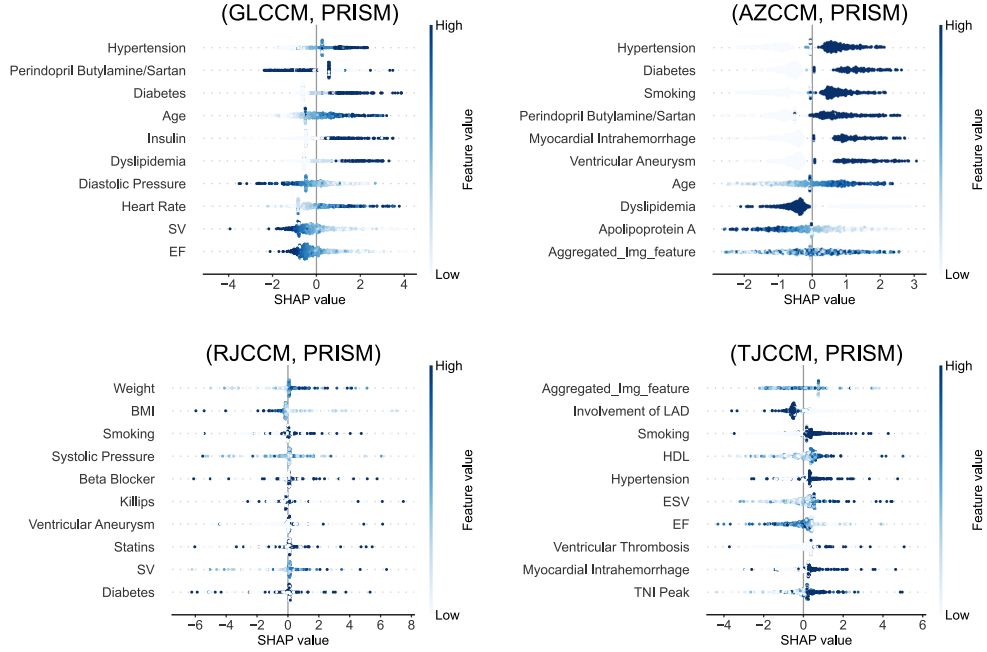 (GLCCM, PRISM)
High
Hypertension
Perindopril Butylamine/Sartan
Diabetes
Age
Insulin
Dyslipidemia
Diastolic Pressure
Heart Rate
SV
EF
Feature value
Low
−4 −2 0 2 4
SHAP value
(AZCCM, PRISM)
High
Hypertension
Diabetes
Smoking
Perindopril Butylamine/Sartan
Myocardial Intrahemorrhage
Ventricular Aneurysm
Age
Dyslipidemia
Apolipoprotein A
Aggregated_Img_feature
Feature value
Low
−2 −1 0 1 2 3
SHAP value
(RJCCM, PRISM)
High
Weight
BMI
Smoking
Systolic Pressure
Beta Blocker
Killips
Ventricular Aneurysm
Statins
SV
Diabetes
Feature value
Low
−6 −4 −2 0 2 4 6 8
SHAP value
(TJCCM, PRISM)
High
Aggregated_Img_feature
Involvement of LAD
Smoking
HDL
Hypertension
ESV
EF
Ventricular Thrombosis
Myocardial Intrahemorrhage
TNI Peak
Feature value
Low
−4 −2 0 2 4 6
SHAP value